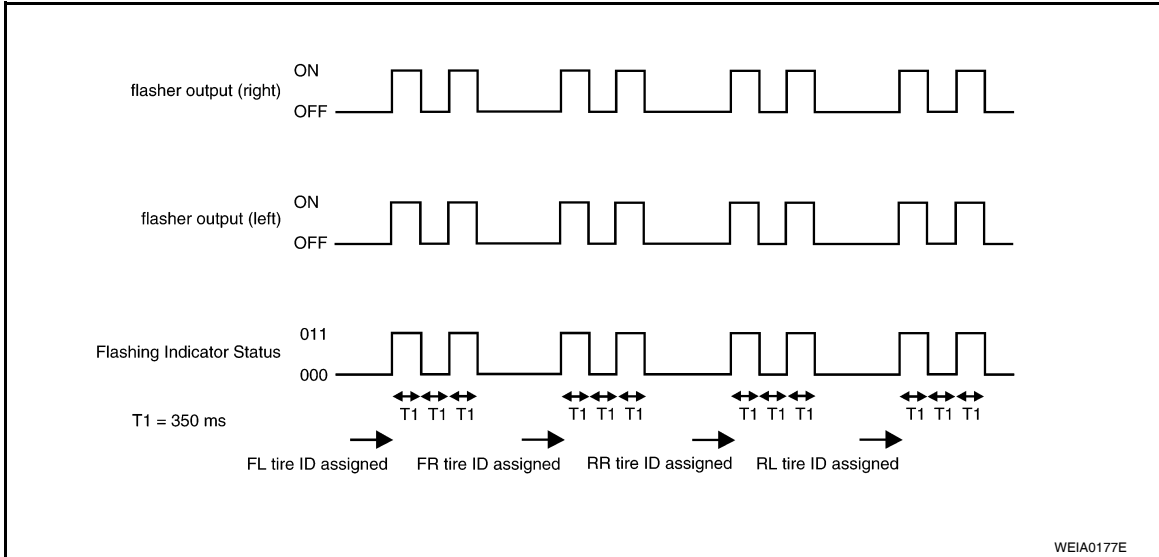 ON
flasher output (right)
OFF
ON
flasher output (left)
OFF
011
Flashing Indicator Status
000
T1 T1 T1 T1 T1 T1 T1 T1 T1 T1 T1 T1
T1 = 350 ms
FL tire ID assigned FR tire ID assigned RR tire ID assigned RL tire ID assigned
WEIA0177E